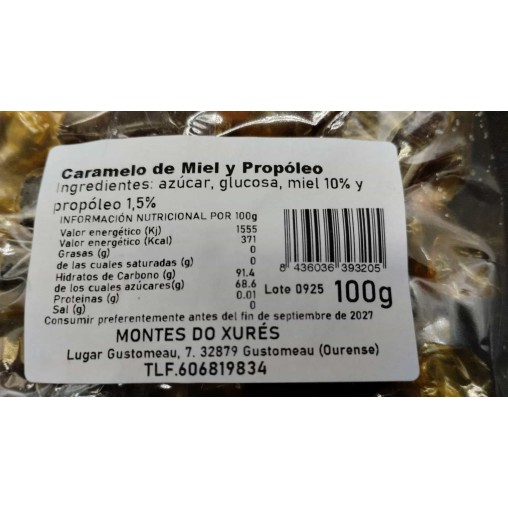 Caramelo de Miel y Propóleo
Ingredientes: azúcar, glucosa, miel 10% y
propóleo 1,5%
INFORMACIÓN NUTRICIONAL POR 100g
Valor energético (Kj) 1555
Valor energético (Kcal) 371
Grasas (g) 0
de las cuales saturadas (g) 0
Hidratos de Carbono (g) 91.4
de los cuales azúcares(g) 68.6
Proteinas (g) 0.01
Sal (g) 0
8 436036 393205
Lote 0925 100g
Consumir preferentemente antes del fin de septiembre de 2027
MONTES DO XURÉS
Lugar Gustomeau, 7. 32879 Gustomeau (Ourense)
TLF.606819834